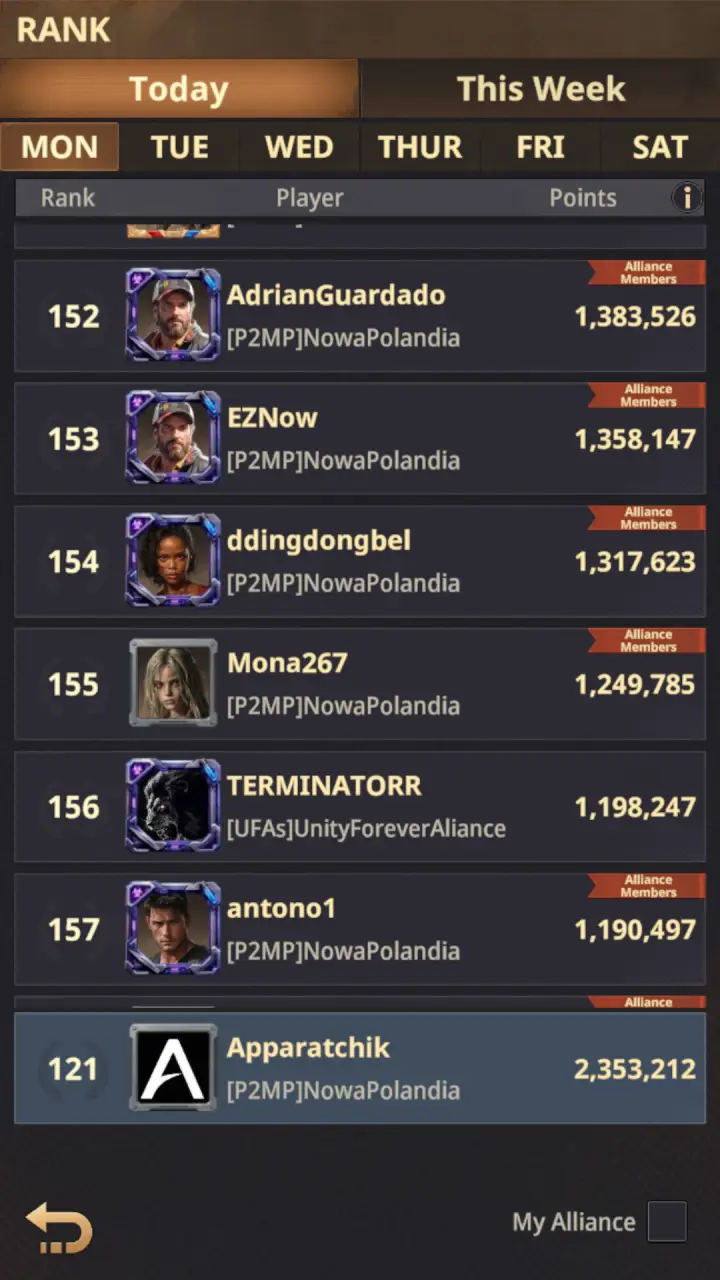 RANK
Today
This Week
MON
TUE
WED
THUR
FRI
SAT
Rank
Player
Points
152
AdrianGuardado
[P2MP]NowaPolandia
Alliance
Members
1,383,526
153
EZNow
[P2MP]NowaPolandia
Alliance
Members
1,358,147
154
ddingdongbel
[P2MP]NowaPolandia
Alliance
Members
1,317,623
155
Mona267
[P2MP]NowaPolandia
Alliance
Members
1,249,785
156
TERMINATORR
[UFAs]UnityForeverAliance
1,198,247
157
antono1
[P2MP]NowaPolandia
Alliance
Members
1,190,497
Alliance
121
Apparatchik
[P2MP]NowaPolandia
2,353,212
My Alliance